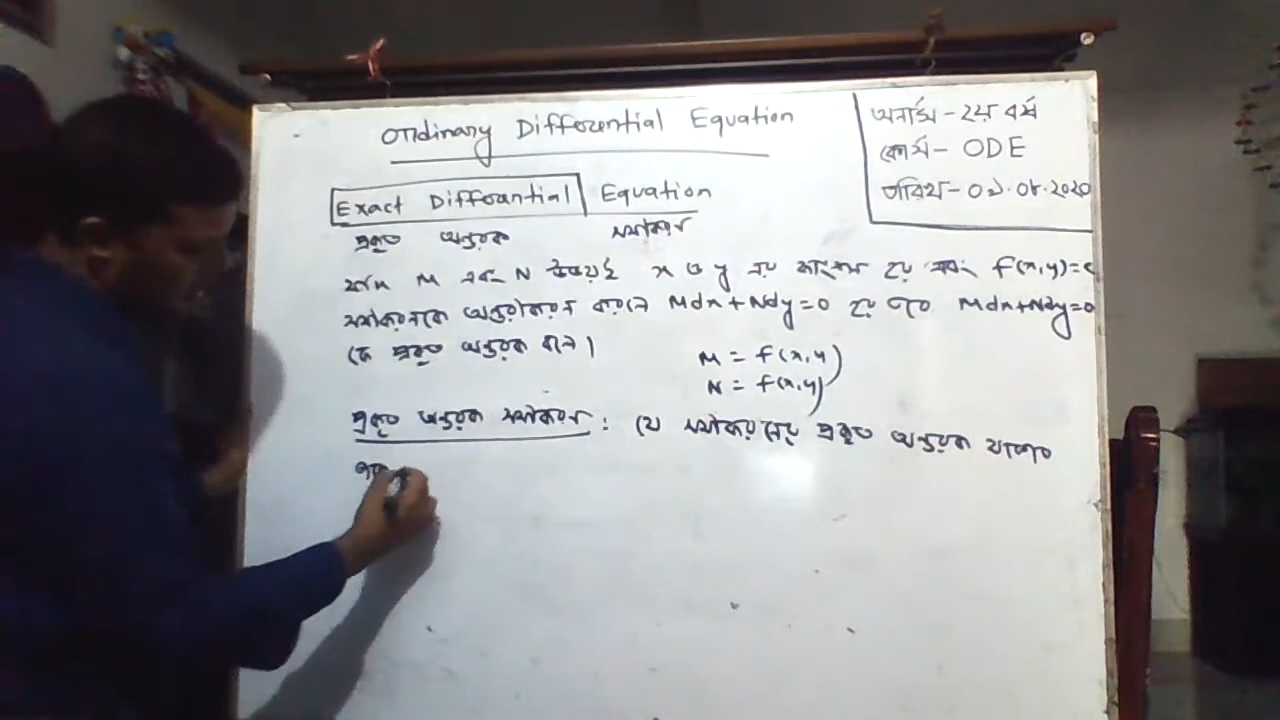 Ordinary Differential Equation
অনার্স - ২য় বর্ষ
কোর্স - ODE
তারিখ - ০৯.০৮.২০২০
Exact Differential Equation
প্রকৃত অন্তরক সমীকরণ
যদি M এবং N উভয়ই x ও y এর ফাংশন হয় এবং f(x,y)=c
সমীকরণকে অন্তরীকরণ করলে Mdx+Ndy=0 হয় তবে Mdx+Ndy=0
কে প্রকৃত অন্তরক বলে।
M = f(x,y)
N = f(x,y)
প্রকৃত অন্তরক সমীকরণ : যে সমীকরণে প্রকৃত অন্তরক থাকে